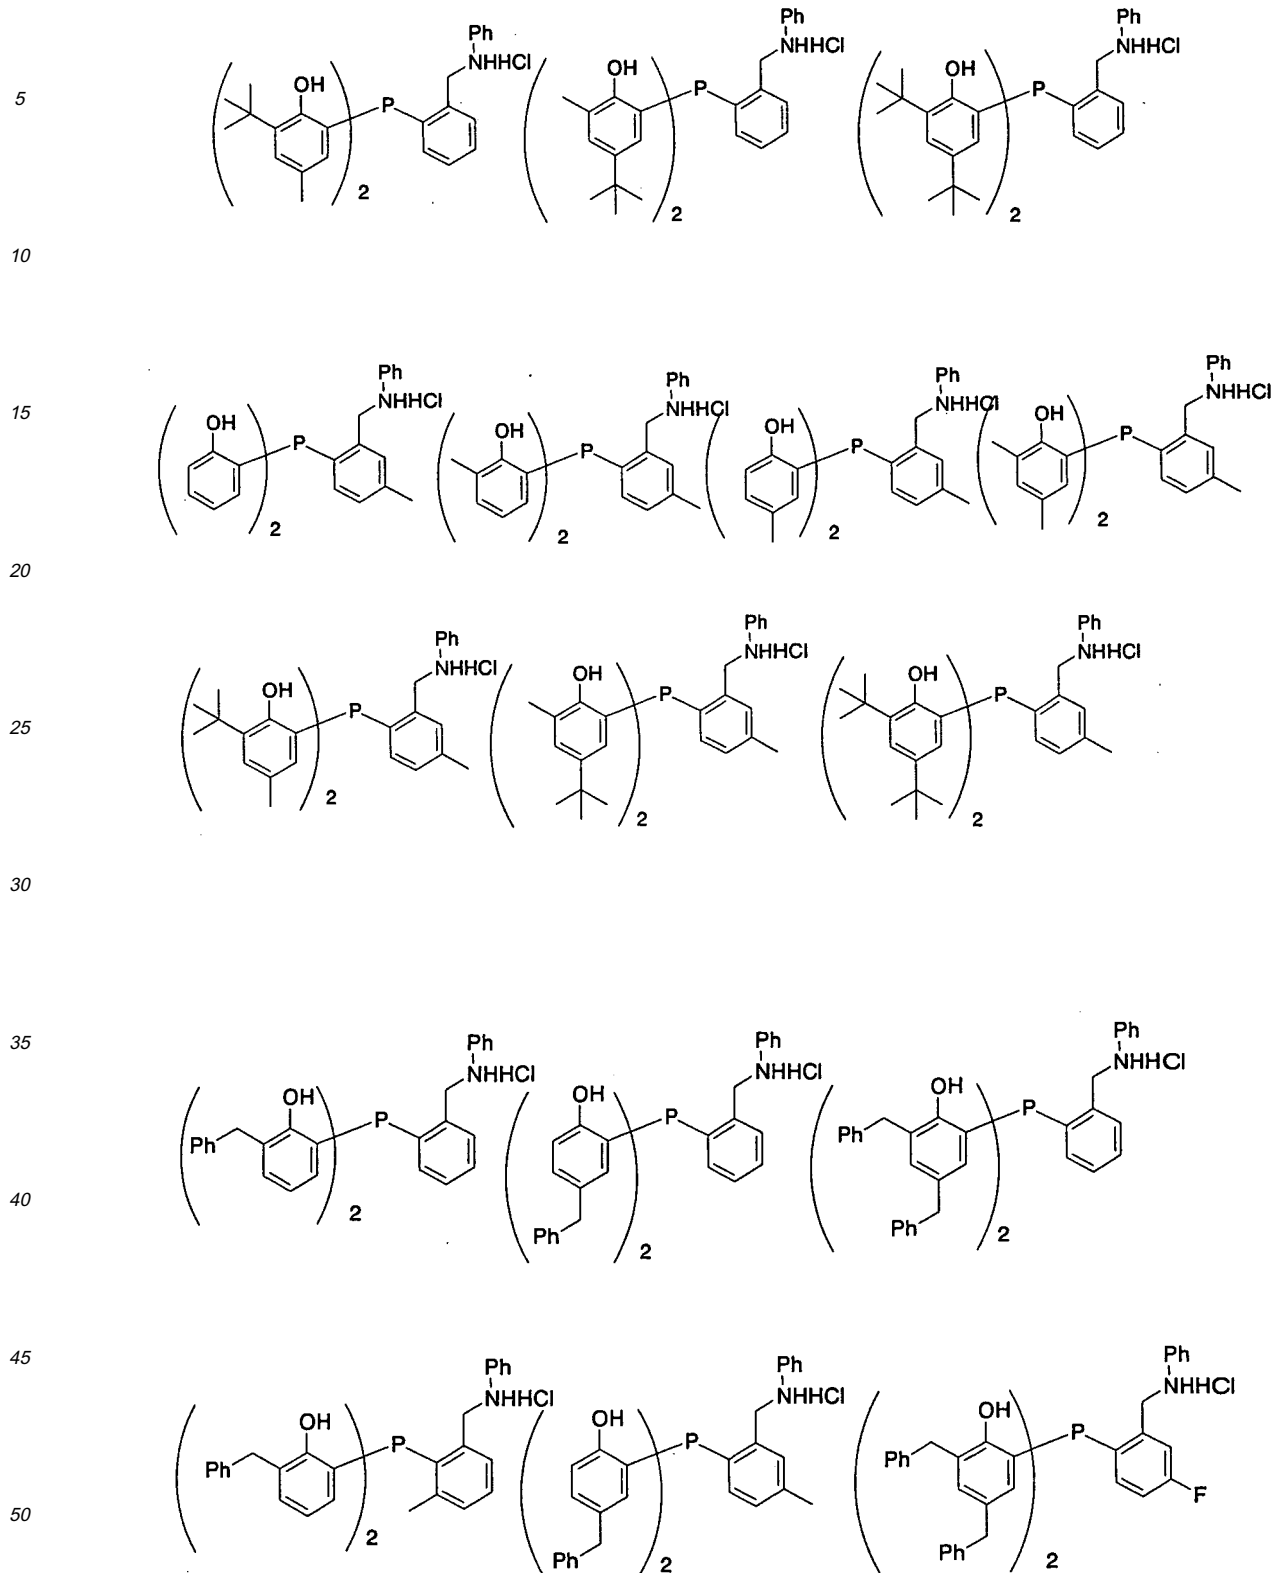 Ph Ph Ph
NHHCl NHHCl NHHCl
OH P OH P OH P
5
2 2 2
10
Ph Ph Ph Ph
15
NHHCl NHHCl NHHCl NHHCl
OH P OH P OH P OH P
2 2 2 2
20
Ph Ph Ph
NHHCl NHHCl NHHCl
OH P OH P OH P
25
2 2 2
30
35
Ph Ph Ph
NHHCl NHHCl NHHCl
OH P OH P OH P
Ph Ph
40
2 Ph 2 Ph 2
45
Ph Ph Ph
NHHCl NHHCl NHHCl
OH P OH P OH P
Ph Ph
F
50
2 Ph 2 Ph 2